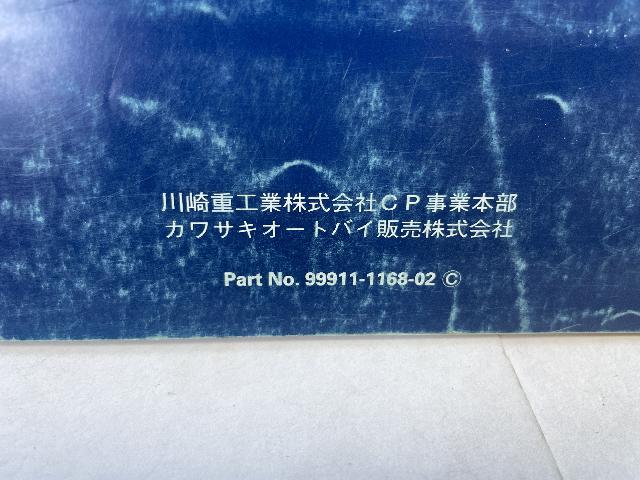 川崎重工業株式会社ＣＰ事業本部
カワサキオートバイ販売株式会社
Part No. 99911-1168-02 ©